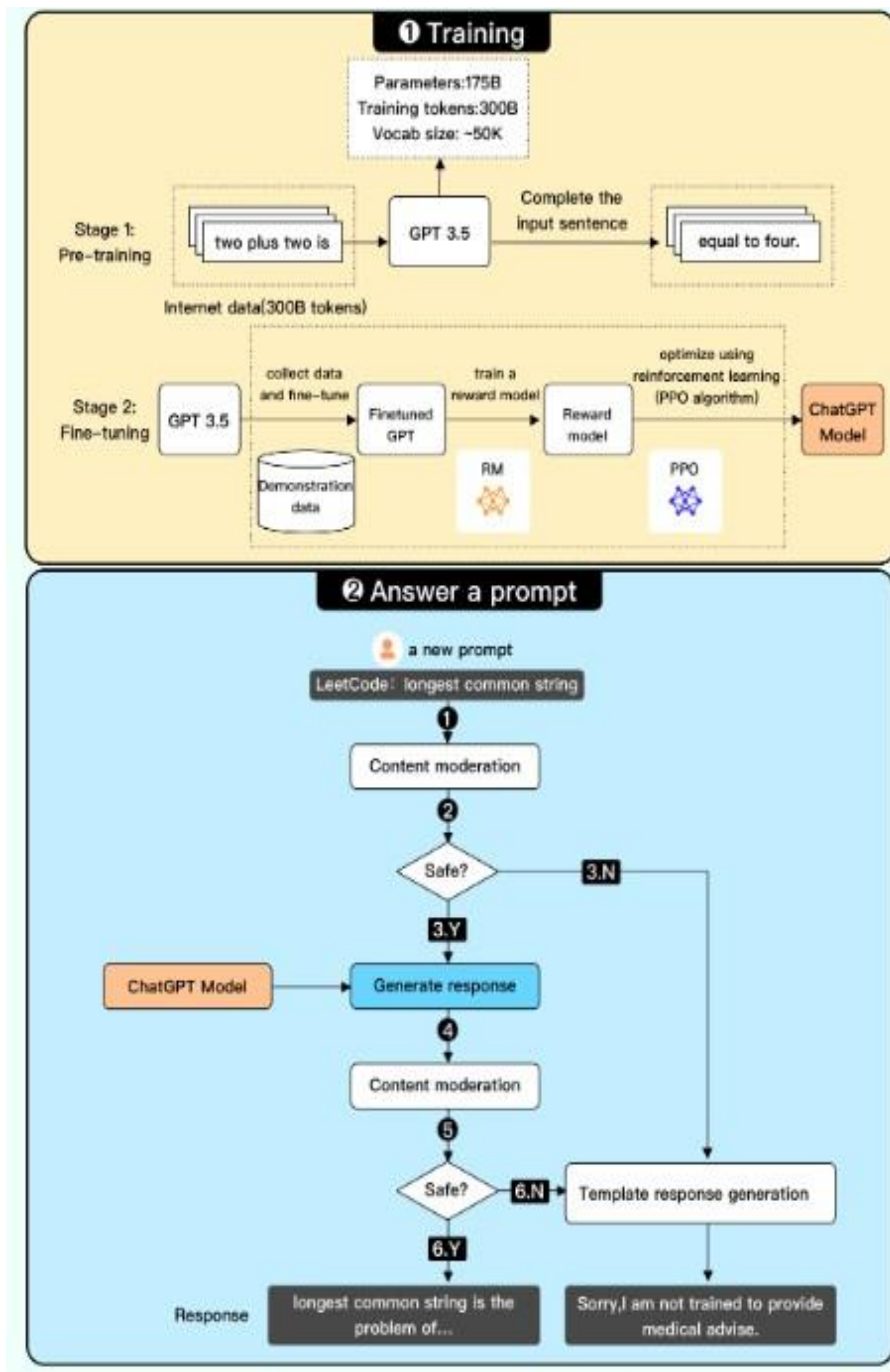 ❶ Training
Parameters:175B
Training tokens:300B
Vocab size: ~50K
Stage 1:
Pre-training
two plus two is
GPT 3.5
Complete the
input sentence
equal to four.
Internet data(300B tokens)
Stage 2:
Fine-tuning
GPT 3.5
collect data
and fine-tune
Demonstration
data
Finetuned
GPT
train a
reward model
RM
Reward
model
optimize using
reinforcement learning
(PPO algorithm)
PPO
ChatGPT
Model
❷ Answer a prompt
a new prompt
LeetCode: longest common string
1
Content moderation
2
Safe?
3.N
3.Y
ChatGPT Model
Generate response
4
Content moderation
5
Safe?
6.N
Template response generation
6.Y
Response
longest common string is the
problem of...
Sorry,I am not trained to provide
medical advise.